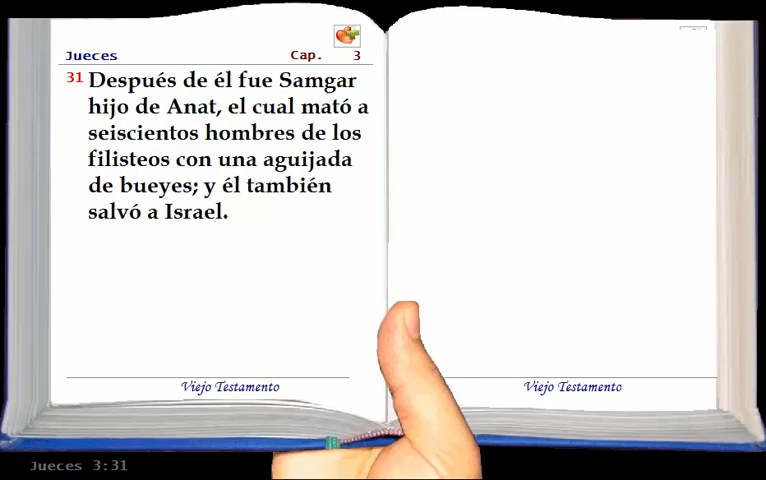 Jueces Cap. 3
31 Después de él fue Samgar
hijo de Anat, el cual mató a
seiscientos hombres de los
filisteos con una aguijada
de bueyes; y él también
salvó a Israel.
Viejo Testamento
Viejo Testamento
Jueces 3:31